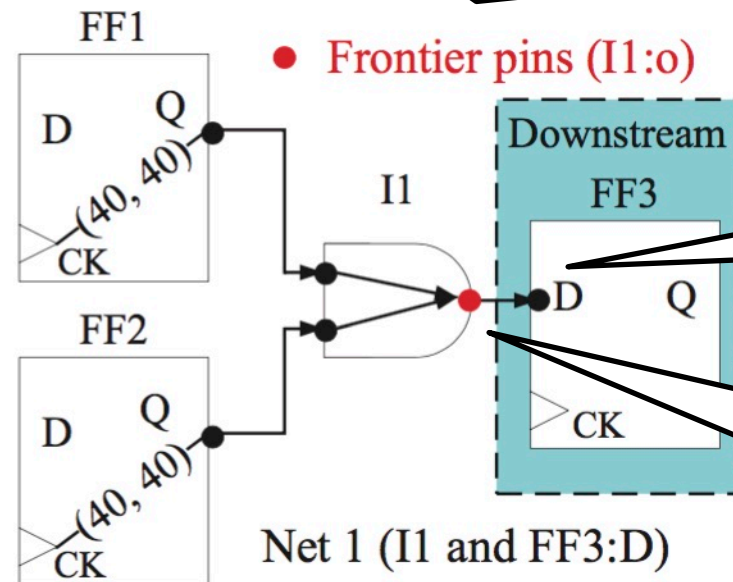 FF1
Frontier pins (I1:o)
D
Q
(40, 40)
CK
I1
Downstream
FF3
D
Q
CK
FF2
D
Q
(40, 40)
CK
Net 1 (I1 and FF3:D)